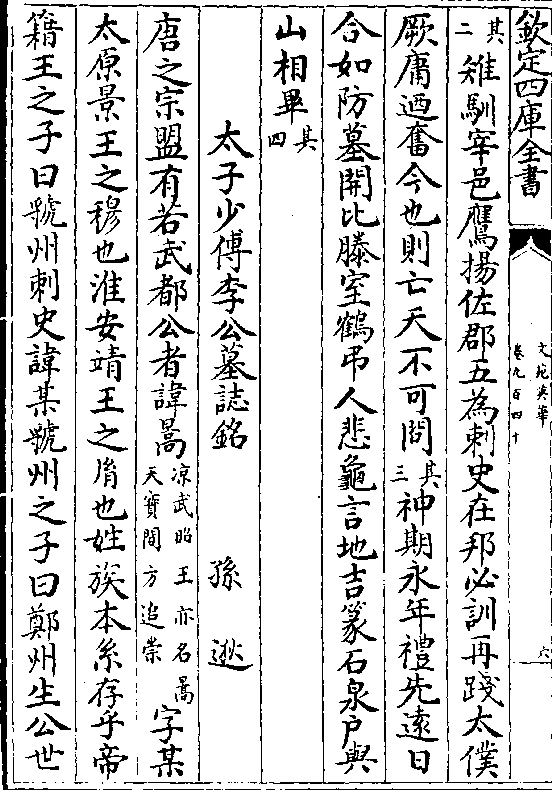 欽定四庫全書
文苑英華
卷九百四十
六
其二雉馴宰邑鷹揚佐郡五為刺史在邦必訓再踐太僕
厥庸迺奮今也則亡天不可問其三神期永年禮先遠日
合如防墓開比滕室鶴弔人悲龜言地吉篆石泉户與
山相畢其四
太子少傅李公墓誌銘 孫逖
唐之宗盟有若武都公者諱暠涼武昭王亦名暠天寶間方追崇字某
太原景王之穆也淮安靖王之胤也姓族本系存乎帝
籍王之子曰虢州刺史諱某虢州之子曰鄭州生公世